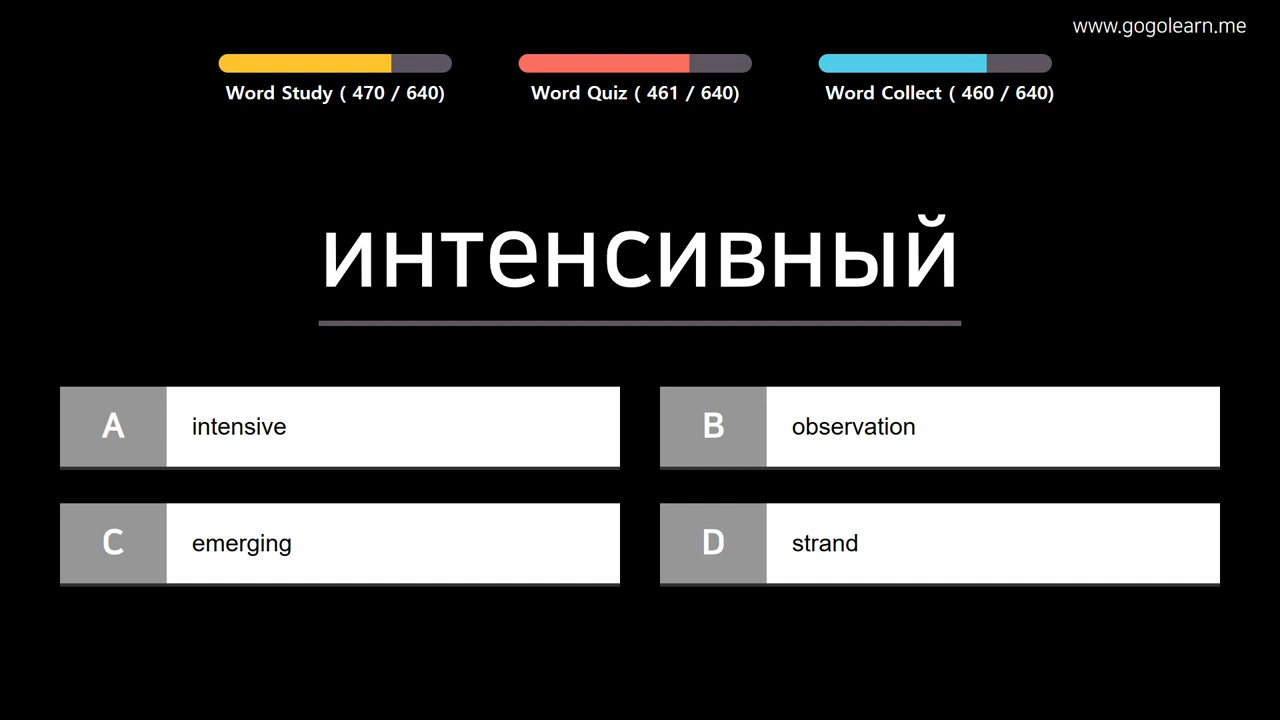 www.gogolearn.me
Word Study ( 470 / 640)
Word Quiz ( 461 / 640)
Word Collect ( 460 / 640)
интенсивный
A intensive
B observation
C emerging
D strand